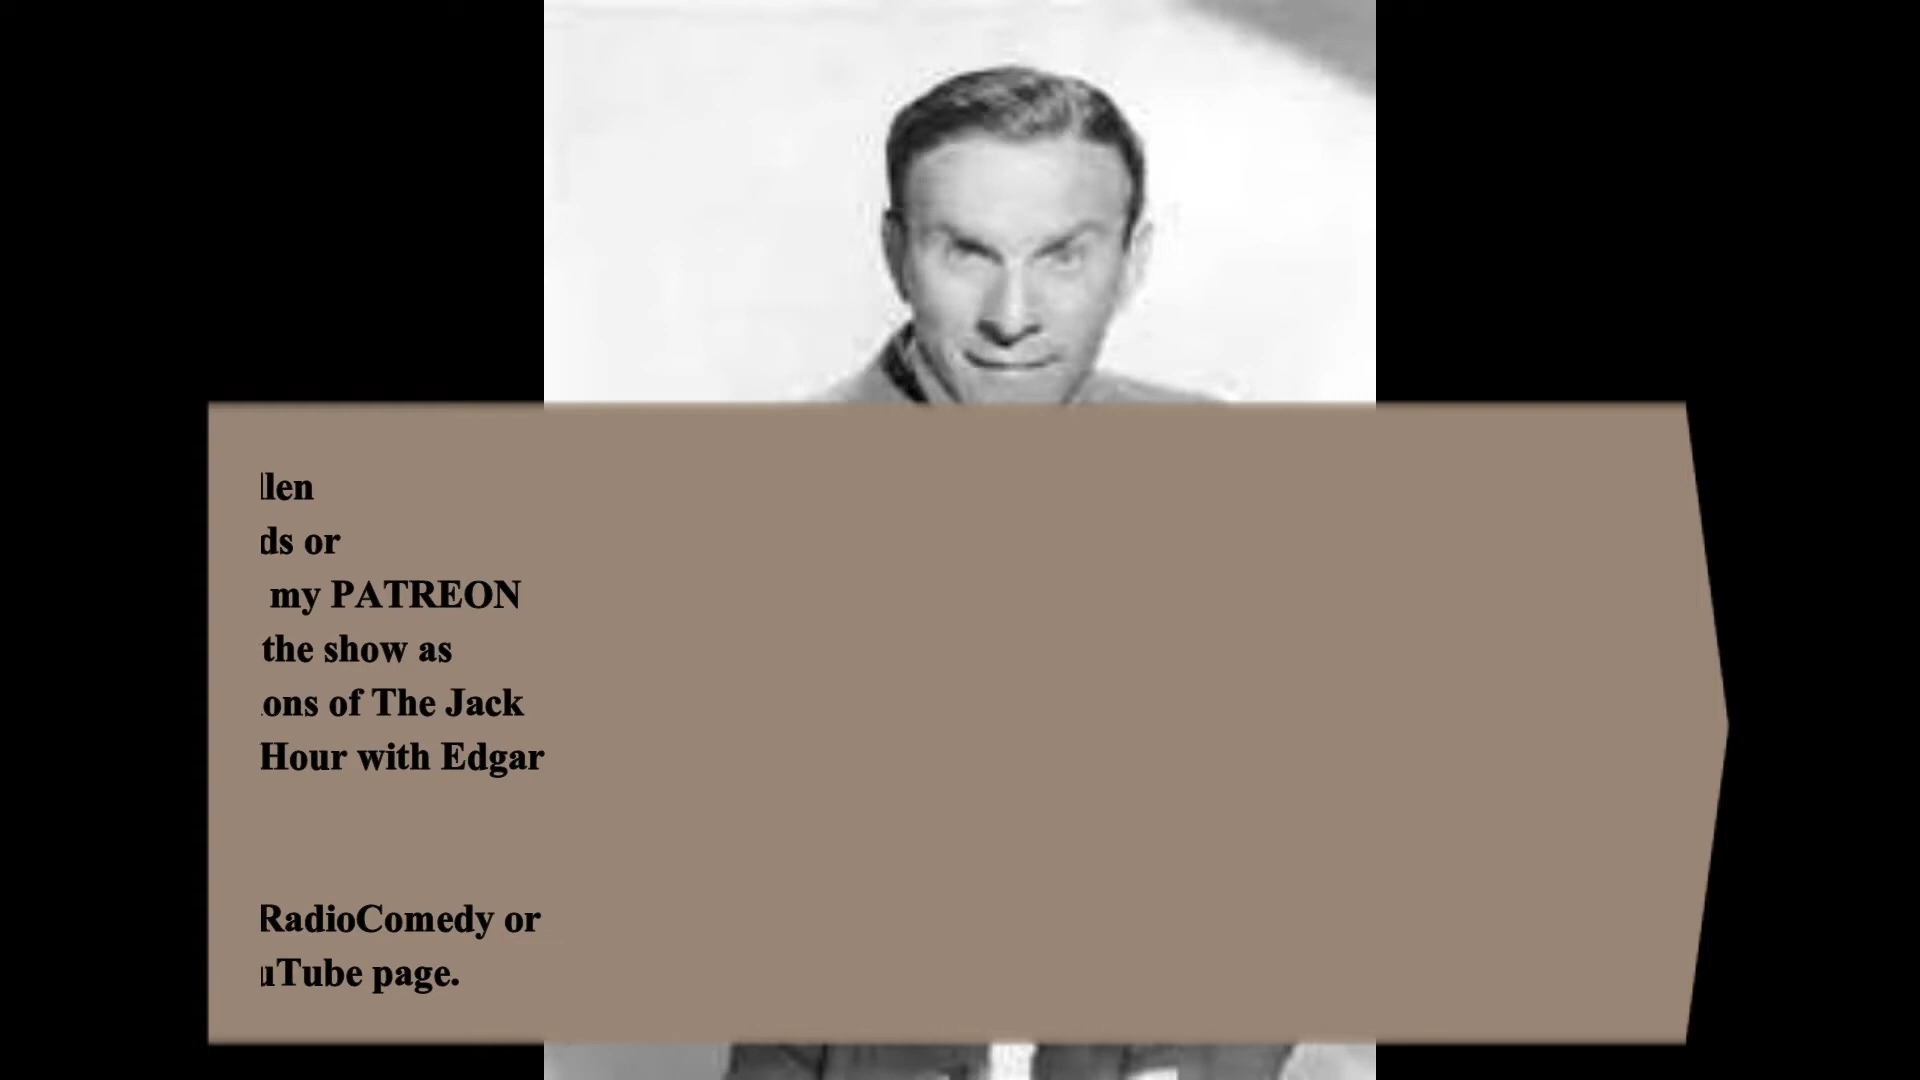 llen
ds or
my PATREON
the show as
ons of The Jack
Hour with Edgar
RadioComedy or
uTube page.